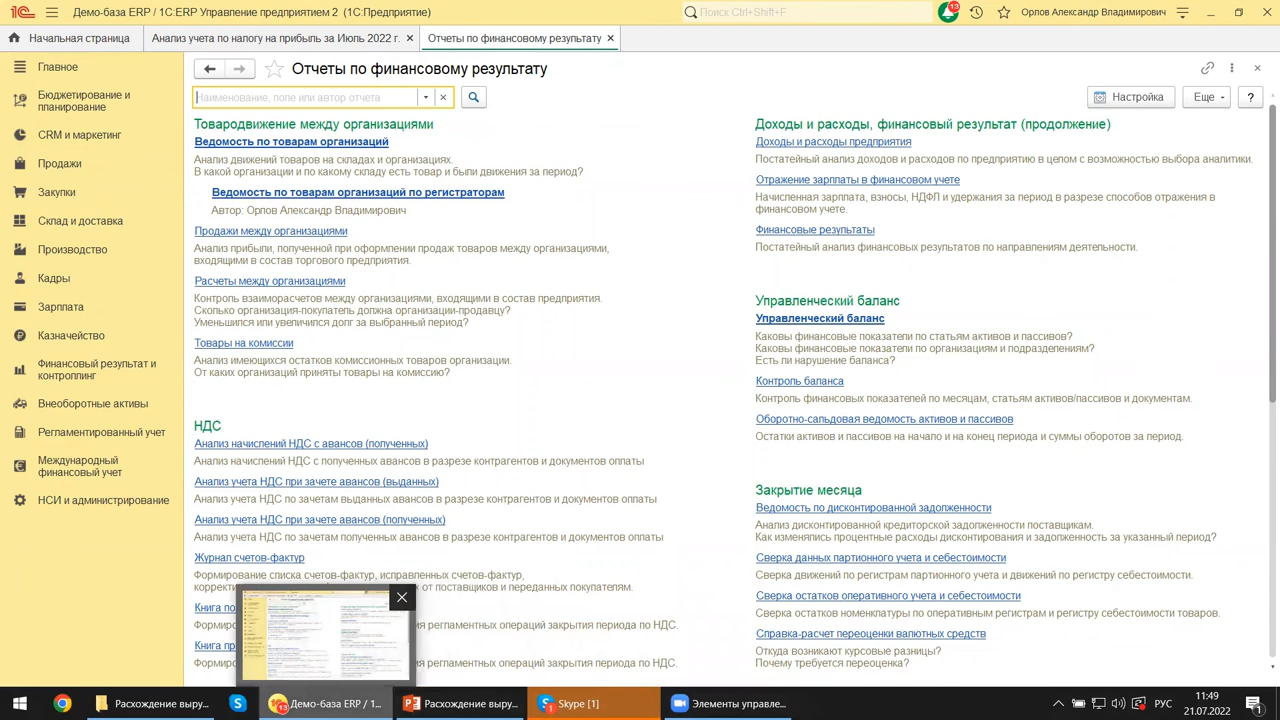 Демо-база ERP / 1С:ERP Управление предприятием 2 (1С:Предприятие)
Поиск Ctrl+Shift+F
13
Орлов Александр Владимирович
Начальная страница
Анализ учета по налогу на прибыль за Июль 2022 г.
Отчеты по финансовому результату
Главное
Бюджетирование и
планирование
CRM и маркетинг
Продажи
Закупки
Склад и доставка
Производство
Кадры
Зарплата
Казначейство
Финансовый результат и
контроллинг
Внеоборотные активы
Регламентированный учет
Международный
финансовый учет
НСИ и администрирование
Отчеты по финансовому результату
Наименование, поле или автор отчета
Настройка
Еще
?
Товародвижение между организациями
Ведомость по товарам организаций
Анализ движений товаров на складах и организациях.
В какой организации и по какому складу есть товар и были движения за период?
Ведомость по товарам организаций по регистраторам
Автор: Орлов Александр Владимирович
Продажи между организациями
Анализ прибыли, полученной при оформлении продаж товаров между организациями,
входящими в состав торгового предприятия.
Расчеты между организациями
Контроль взаиморасчетов между организациями, входящими в состав предприятия.
Сколько организация-покупатель должна организации-продавцу?
Уменьшился или увеличился долг за выбранный период?
Товары на комиссии
Анализ имеющихся остатков комиссионных товаров организации.
От каких организаций приняты товары на комиссию?
НДС
Анализ начислений НДС с авансов (полученных)
Анализ начислений НДС с полученных авансов в разрезе контрагентов и документов оплаты
Анализ учета НДС при зачете авансов (выданных)
Анализ учета НДС по зачетам выданных авансов в разрезе контрагентов и документов оплаты
Анализ учета НДС при зачете авансов (полученных)
Анализ учета НДС по зачетам полученных авансов в разрезе контрагентов и документов оплаты
Журнал счетов-фактур
Формирование списка счетов-фактур, исправленных счетов-фактур,
коррект от поставщиков и переданных покупателям.
Книга по
Формир ия регламентных операций закрытия периода по НДС.
Книга пр
Формир ия регламентных операций закрытия периода по НДС.
Доходы и расходы, финансовый результат (продолжение)
Доходы и расходы предприятия
Постатейный анализ доходов и расходов по предприятию в целом с возможностью выбора аналитики.
Отражение зарплаты в финансовом учете
Начисленная зарплата, взносы, НДФЛ и удержания за период в разрезе способов отражения в
финансовом учете.
Финансовые результаты
Постатейный анализ финансовых результатов по направлениям деятельности.
Управленческий баланс
Управленческий баланс
Каковы финансовые показатели по статьям активов и пассивов?
Каковы финансовые показатели по организациям и подразделениям?
Есть ли нарушение баланса?
Контроль баланса
Контроль финансовых показателей по месяцам, статьям активов/пассивов и документам.
Оборотно-сальдовая ведомость активов и пассивов
Остатки активов и пассивов на начало и на конец периода и суммы оборотов за период.
Закрытие месяца
Ведомость по дисконтированной задолженности
Анализ дисконтированной кредиторской задолженности поставщикам.
Как изменялись процентные расходы дисконтирования и задолженность за указанный период?
Сверка данных партионного учета и себестоимости
Сверка движений по регистрам партионного учета и движений по регистру себестоимости.
Сверка остатков оперативного учета и себестоимости
Сверка остатков номенклатуры по оперативным регистрам и регистру себестоимости товаров.
Справка-расчет переоценки валютных средств
Откуда возникают курсовые разницы?
требуется переоценка?
Расхождение выру...
13
Демо-база ERP / 1...
Расхождение выру...
1
Skype [1]
Элементы управле...
РУС
11:49
21.07.2022
1